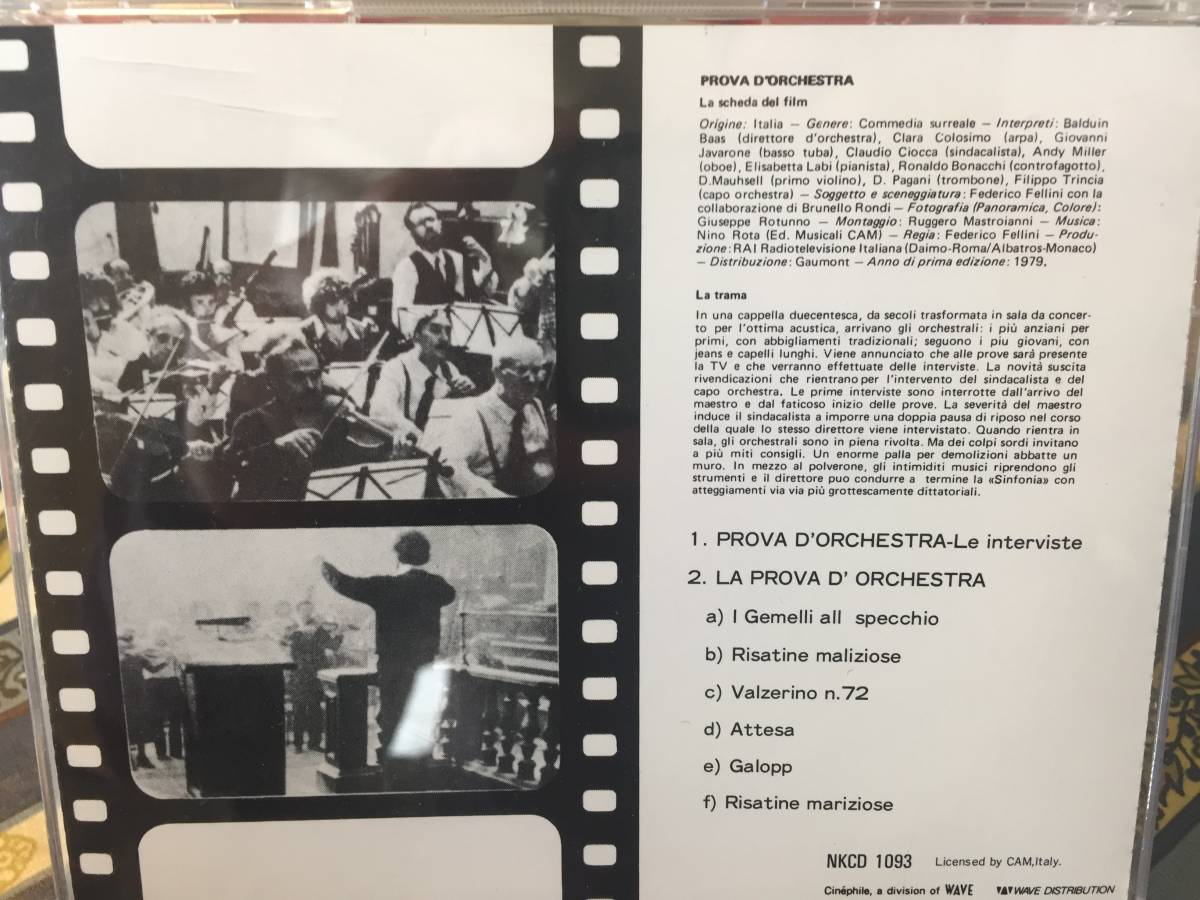 PROVA D'ORCHESTRA
La scheda del film
Origine: Italia — Genere: Commedia surreale — Interpreti: Balduin
Baas (direttore d'orchestra), Clara Colosimo (arpa), Giovanni
Javarone (basso tuba), Claudio Ciocca (sindacalista), Andy Miller
(oboe), Elisabetta Labi (pianista), Ronaldo Bonacchi (controfagotto),
D.Mauhsell (primo violino), D. Pagani (trombone), Filippo Trincia
(capo orchestra) — Soggetto e sceneggiatura: Federico Fellini con la
collaborazione di Brunello Rondi — Fotografia (Panoramica, Colore):
Giuseppe Rotunno — Montaggio: Ruggero Mastroianni — Musica:
Nino Rota (Ed. Musicali CAM) — Regia: Federico Fellini — Produ-
zione: RAI Radiotelevisione Italiana (Daimo-Roma/Albatros-Monaco)
— Distribuzione: Gaumont — Anno di prima edizione: 1979.
La trama
In una cappella duecentesca, da secoli trasformata in sala da concer-
to per l'ottima acustica, arrivano gli orchestrali: i più anziani per
primi, con abbigliamenti tradizionali; seguono i piu giovani, con
jeans e capelli lunghi. Viene annunciato che alle prove sará presente
la TV e che verranno effettuate delle interviste. La novità suscita
rivendicazioni che rientrano per l'intervento del sindacalista e del
capo orchestra. Le prime interviste sono interrotte dall'arrivo del
maestro e dal faticoso inizio delle prove. La severità del maestro
induce il sindacalista a imporre una doppia pausa di riposo nel corso
della quale lo stesso direttore viene intervistato. Quando rientra in
sala, gli orchestrali sono in piena rivolta. Ma dei colpi sordi invitano
a più miti consigli. Un enorme palla per demolizioni abbatte un
muro. In mezzo al polverone, gli intimiditi musici riprendono gli
strumenti e il direttore puo condurre a termine la «Sinfonia» con
atteggiamenti via via più grottescamente dittatoriali.
1. PROVA D'ORCHESTRA-Le interviste
2. LA PROVA D' ORCHESTRA
a) I Gemelli all specchio
b) Risatine maliziose
c) Valzerino n.72
d) Attesa
e) Galopp
f) Risatine mariziose
NKCD 1093 Licensed by CAM,Italy.
Cinéphile, a division of WAVE WAVE DISTRIBUTION